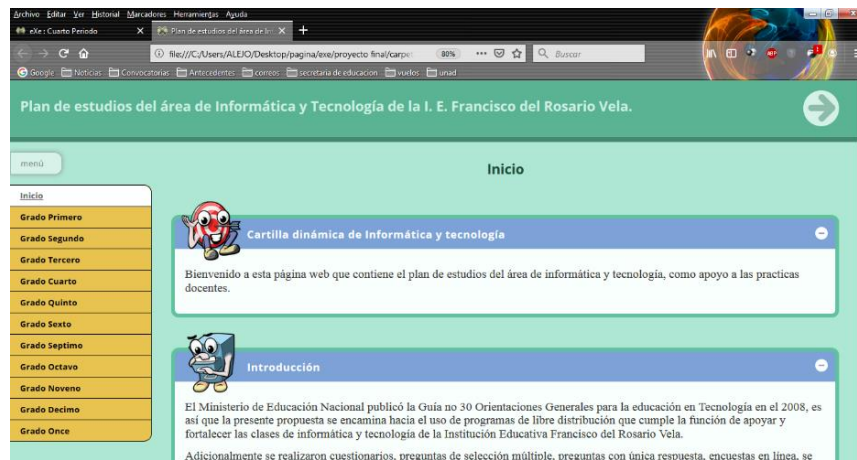 Archivo Editar Ver Historial Marcadores Herramientas Ayuda
eXe : Cuarto Periodo
Plan de estudios del área de In
file:///C:/Users/ALEJO/Desktop/pagina/exe/proyecto final/carpet
80%
Buscar
Google Noticias Convocatorias Antecedentes correos secretaria de educacion vuelos unad
Plan de estudios del área de Informática y Tecnología de la I. E. Francisco del Rosario Vela.
menú
Inicio
Inicio
Grado Primero
Grado Segundo
Grado Tercero
Grado Cuarto
Grado Quinto
Grado Sexto
Grado Septimo
Grado Octavo
Grado Noveno
Grado Decimo
Grado Once
Cartilla dinámica de Informática y tecnología
Bienvenido a esta página web que contiene el plan de estudios del área de informática y tecnología, como apoyo a las practicas
docentes.
Introducción
El Ministerio de Educación Nacional publicó la Guía no 30 Orientaciones Generales para la educación en Tecnología en el 2008, es
así que la presente propuesta se encamina hacia el uso de programas de libre distribución que cumple la función de apoyar y
fortalecer las clases de informática y tecnología de la Institución Educativa Francisco del Rosario Vela.
Adicionalmente se realizaron cuestionarios, preguntas de selección múltiple, preguntas con única respuesta, encuestas en línea, se